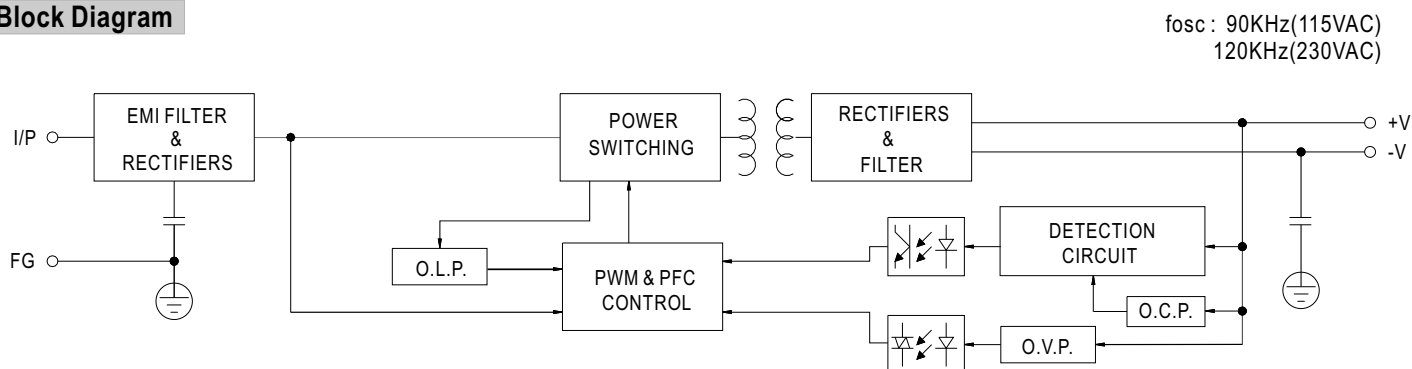 Block Diagram
fosc : 90KHz(115VAC)
120KHz(230VAC)
I/P
EMI FILTER
&
RECTIFIERS
POWER
SWITCHING
RECTIFIERS
&
FILTER
+V
-V
FG
O.L.P.
PWM & PFC
CONTROL
DETECTION
CIRCUIT
O.C.P.
O.V.P.